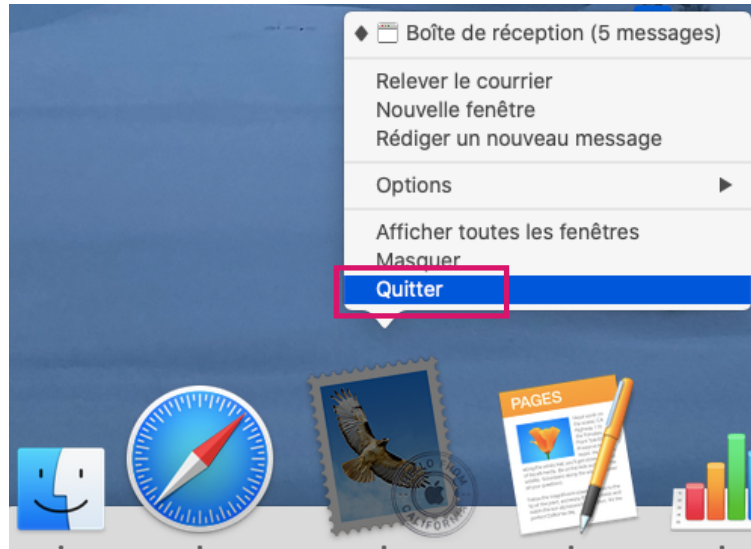 Boîte de réception (5 messages)
Relever le courrier
Nouvelle fenêtre
Rédiger un nouveau message
Options
Afficher toutes les fenêtres
Masquer
Quitter
PAGES